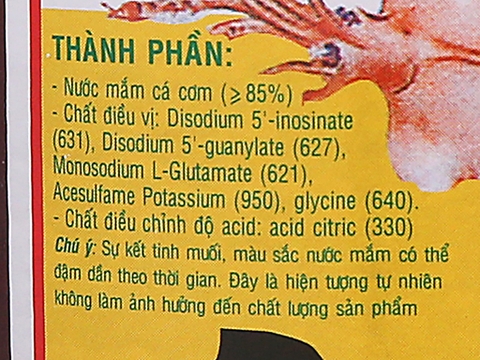 THÀNH PHẦN:
- Nước mắm cá cơm (⩾85%)
- Chất điều vị: Disodium 5'-inosinate
(631), Disodium 5'-guanylate (627),
Monosodium L-Glutamate (621),
Acesulfame Potassium (950), glycine (640).
- Chất điều chỉnh độ acid: acid citric (330)
Chú ý: Sự kết tinh muối, màu sắc nước mắm có thể
đậm dần theo thời gian. Đây là hiện tượng tự nhiên
không làm ảnh hưởng đến chất lượng sản phẩm